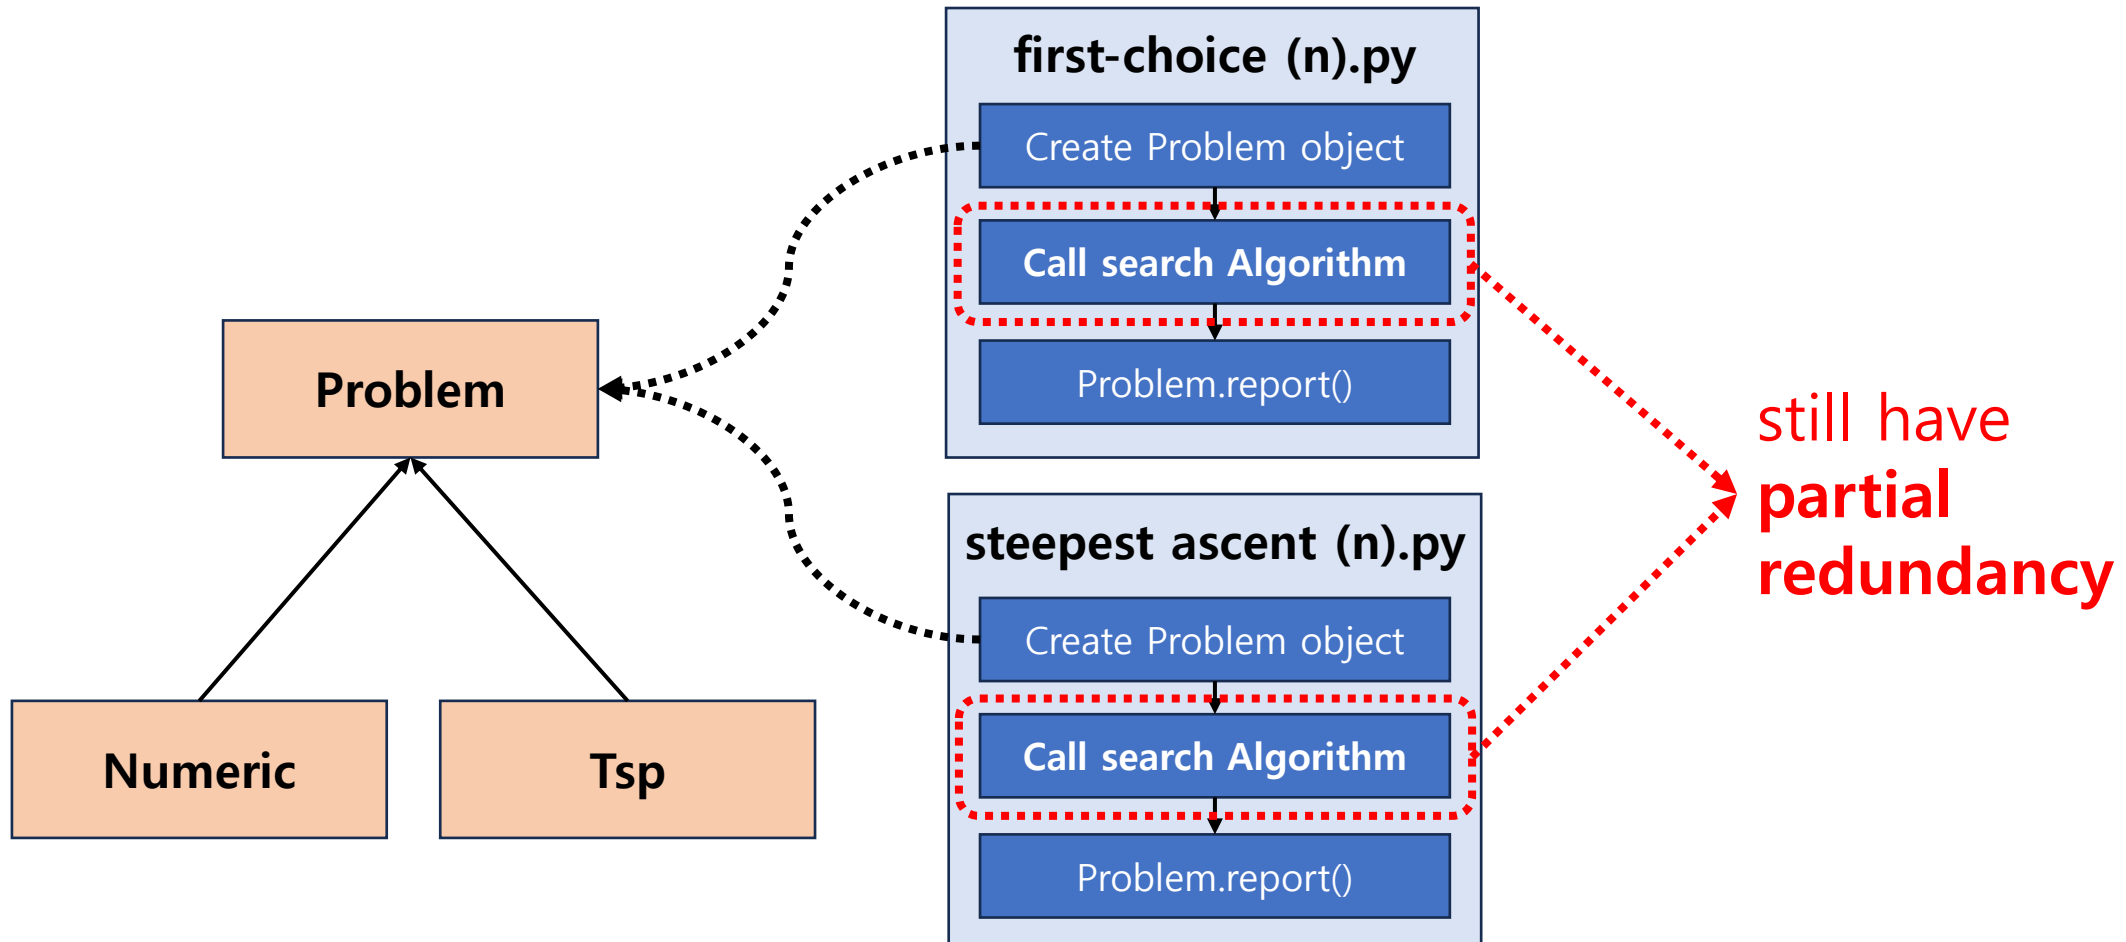 first-choice (n).py
Create Problem object
Call search Algorithm
Problem.report()
Problem
Numeric
Tsp
steepest ascent (n).py
Create Problem object
Call search Algorithm
Problem.report()
still have
partial
redundancy